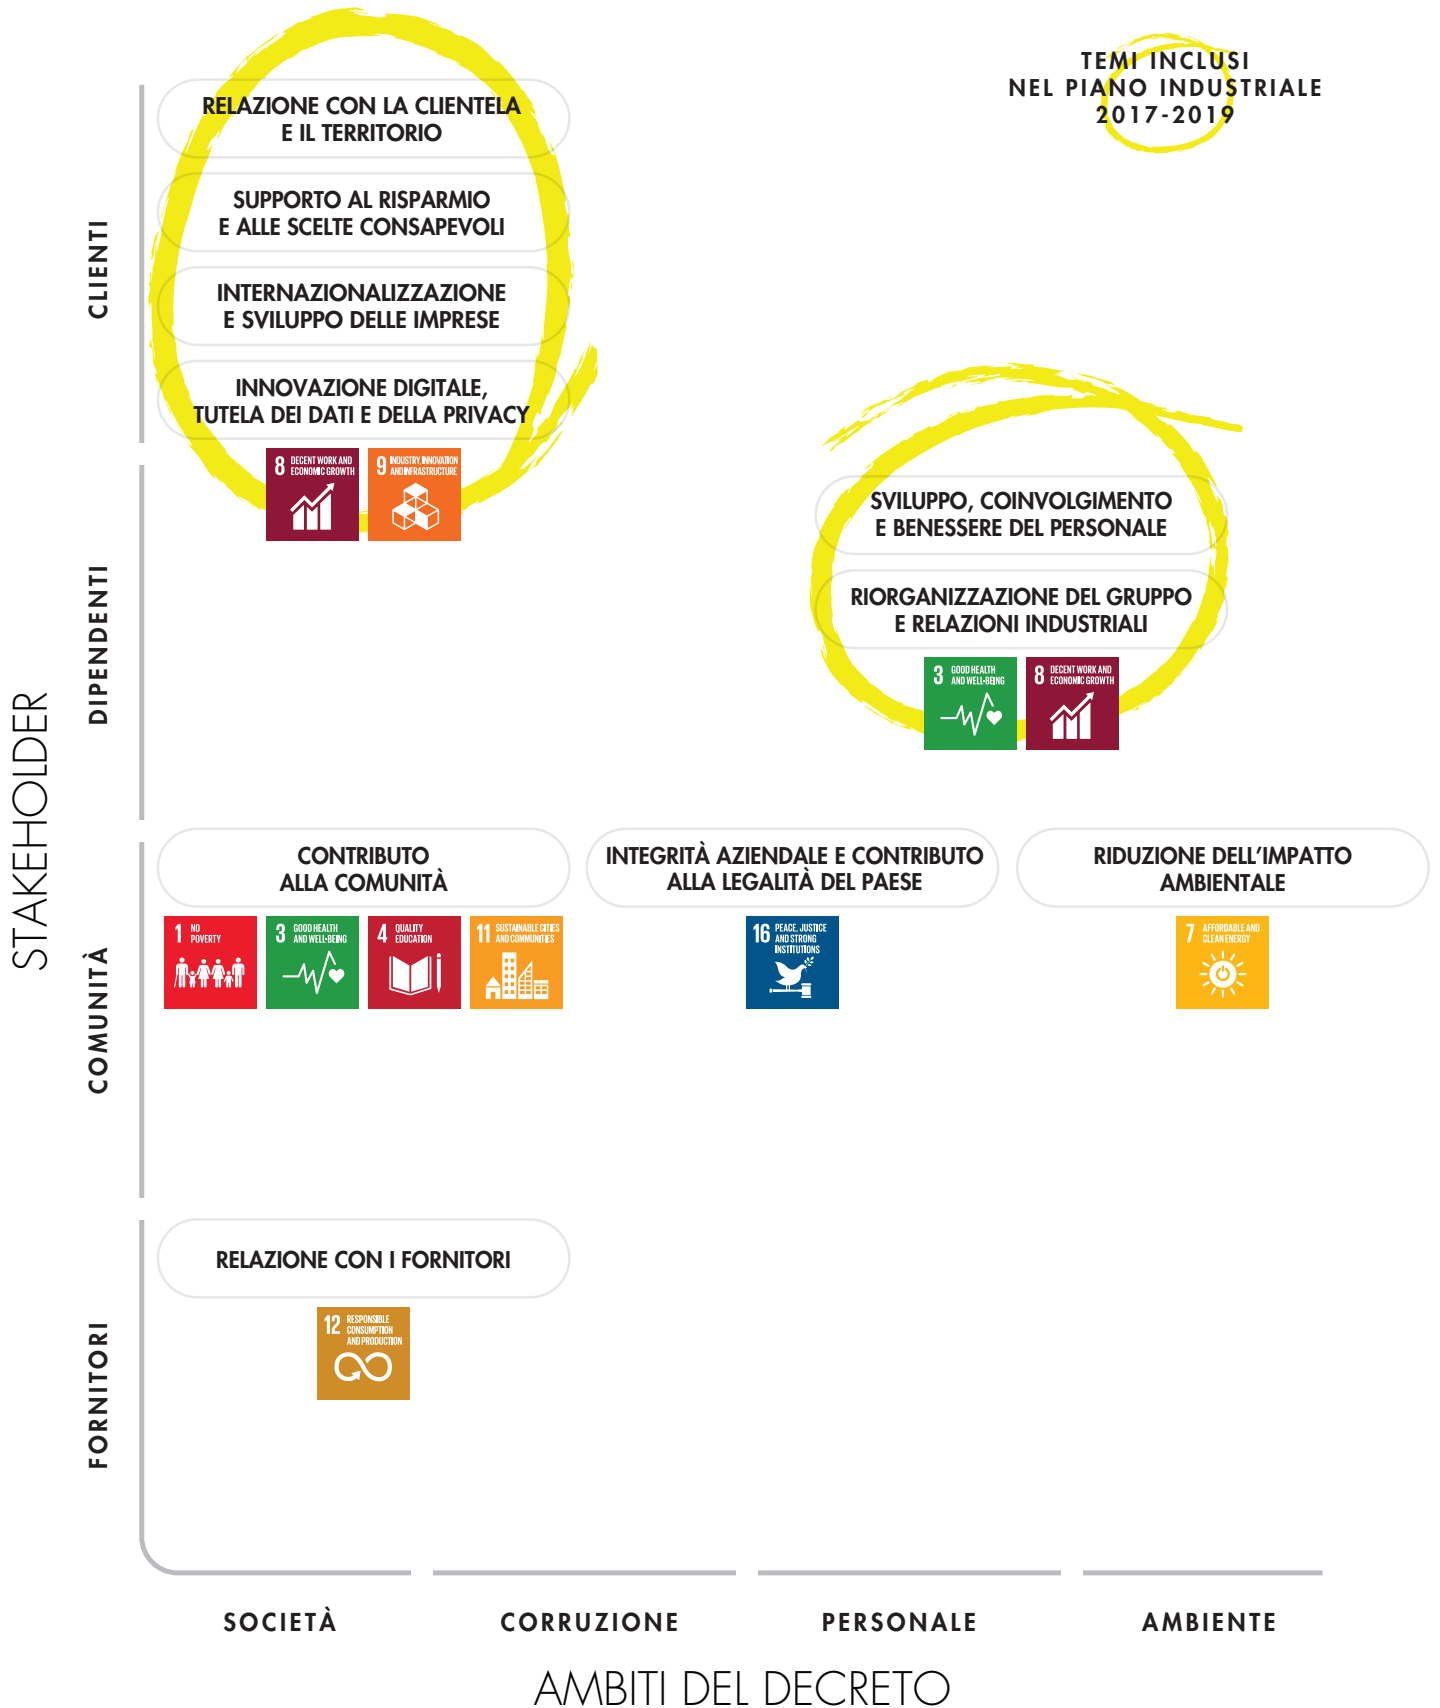 TEMI INCLUSI
NEL PIANO INDUSTRIALE
2017-2019
STAKEHOLDER
CLIENTI
RELAZIONE CON LA CLIENTELA
E IL TERRITORIO
SUPPORTO AL RISPARMIO
E ALLE SCELTE CONSAPEVOLI
INTERNAZIONALIZZAZIONE
E SVILUPPO DELLE IMPRESE
INNOVAZIONE DIGITALE,
TUTELA DEI DATI E DELLA PRIVACY
8 DECENT WORK AND
ECONOMIC GROWTH
9 INDUSTRY, INNOVATION
AND INFRASTRUCTURE
DIPENDENTI
SVILUPPO, COINVOLGIMENTO
E BENESSERE DEL PERSONALE
RIORGANIZZAZIONE DEL GRUPPO
E RELAZIONI INDUSTRIALI
3 GOOD HEALTH
AND WELL-BEING
8 DECENT WORK AND
ECONOMIC GROWTH
COMUNITÀ
CONTRIBUTO
ALLA COMUNITÀ
1 NO
POVERTY
3 GOOD HEALTH
AND WELL-BEING
4 QUALITY
EDUCATION
11 SUSTAINABLE CITIES
AND COMMUNITIES
INTEGRITÀ AZIENDALE E CONTRIBUTO
ALLA LEGALITÀ DEL PAESE
16 PEACE, JUSTICE
AND STRONG
INSTITUTIONS
RIDUZIONE DELL'IMPATTO
AMBIENTALE
7 AFFORDABLE AND
CLEAN ENERGY
FORNITORI
RELAZIONE CON I FORNITORI
12 RESPONSIBLE
CONSUMPTION
AND PRODUCTION
SOCIETÀ
CORRUZIONE
PERSONALE
AMBIENTE
AMBITI DEL DECRETO